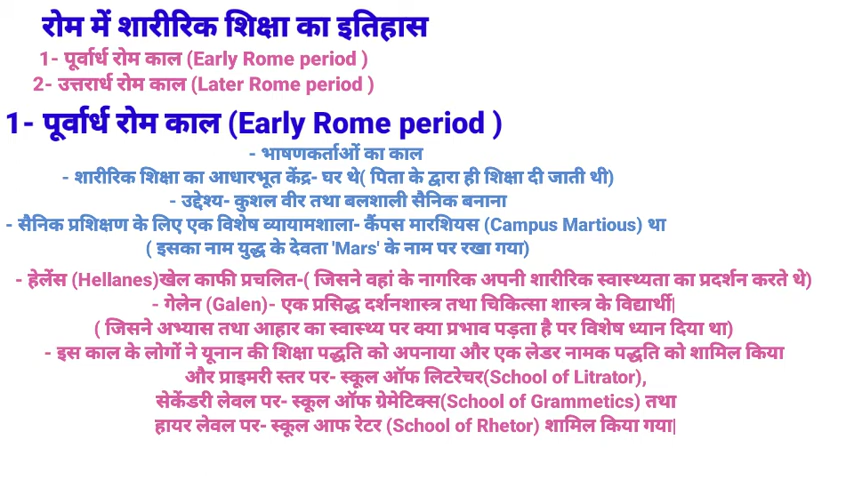 रोम में शारीरिक शिक्षा का इतिहास
1- पूर्वार्ध रोम काल (Early Rome period )
2- उत्तरार्ध रोम काल (Later Rome period )
1- पूर्वार्ध रोम काल (Early Rome period )
- भाषणकर्ताओं का काल
- शारीरिक शिक्षा का आधारभूत केंद्र- घर थे( पिता के द्वारा ही शिक्षा दी जाती थी)
- उद्देश्य- कुशल वीर तथा बलशाली सैनिक बनाना
- सैनिक प्रशिक्षण के लिए एक विशेष व्यायामशाला- कैंपस मारशियस (Campus Martious) था
( इसका नाम युद्ध के देवता 'Mars' के नाम पर रखा गया)
- हेलेंस (Hellanes)खेल काफी प्रचलित-( जिसने वहां के नागरिक अपनी शारीरिक स्वास्थ्यता का प्रदर्शन करते थे)
- गेलेन (Galen)- एक प्रसिद्ध दर्शनशास्त्र तथा चिकित्सा शास्त्र के विद्यार्थी|
( जिसने अभ्यास तथा आहार का स्वास्थ्य पर क्या प्रभाव पड़ता है पर विशेष ध्यान दिया था)
- इस काल के लोगों ने यूनान की शिक्षा पद्धति को अपनाया और एक लेडर नामक पद्धति को शामिल किया
और प्राइमरी स्तर पर- स्कूल ऑफ लिटरेचर(School of Litrator),
सेकेंडरी लेवल पर- स्कूल ऑफ ग्रेमेटिक्स(School of Grammetics) तथा
हायर लेवल पर- स्कूल आफ रेटर (School of Rhetor) शामिल किया गया|